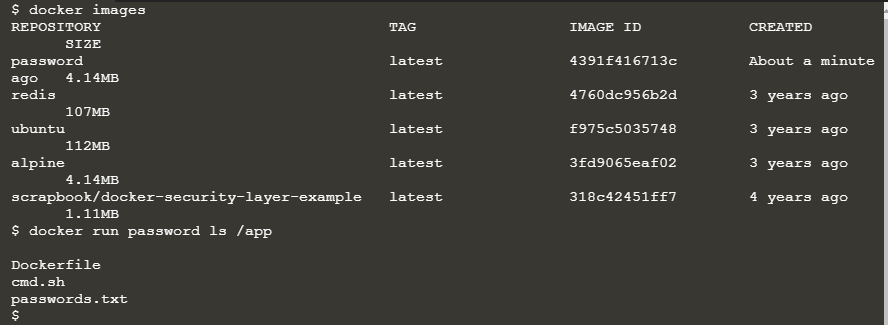 $ docker images
REPOSITORY TAG IMAGE ID CREATED
SIZE
password latest 4391f416713c About a minute
ago 4.14MB
redis latest 4760dc956b2d 3 years ago
107MB
ubuntu latest f975c5035748 3 years ago
112MB
alpine latest 3fd9065eaf02 3 years ago
4.14MB
scrapbook/docker-security-layer-example latest 318c42451ff7 4 years ago
1.11MB
$ docker run password ls /app
Dockerfile
cmd.sh
passwords.txt
$